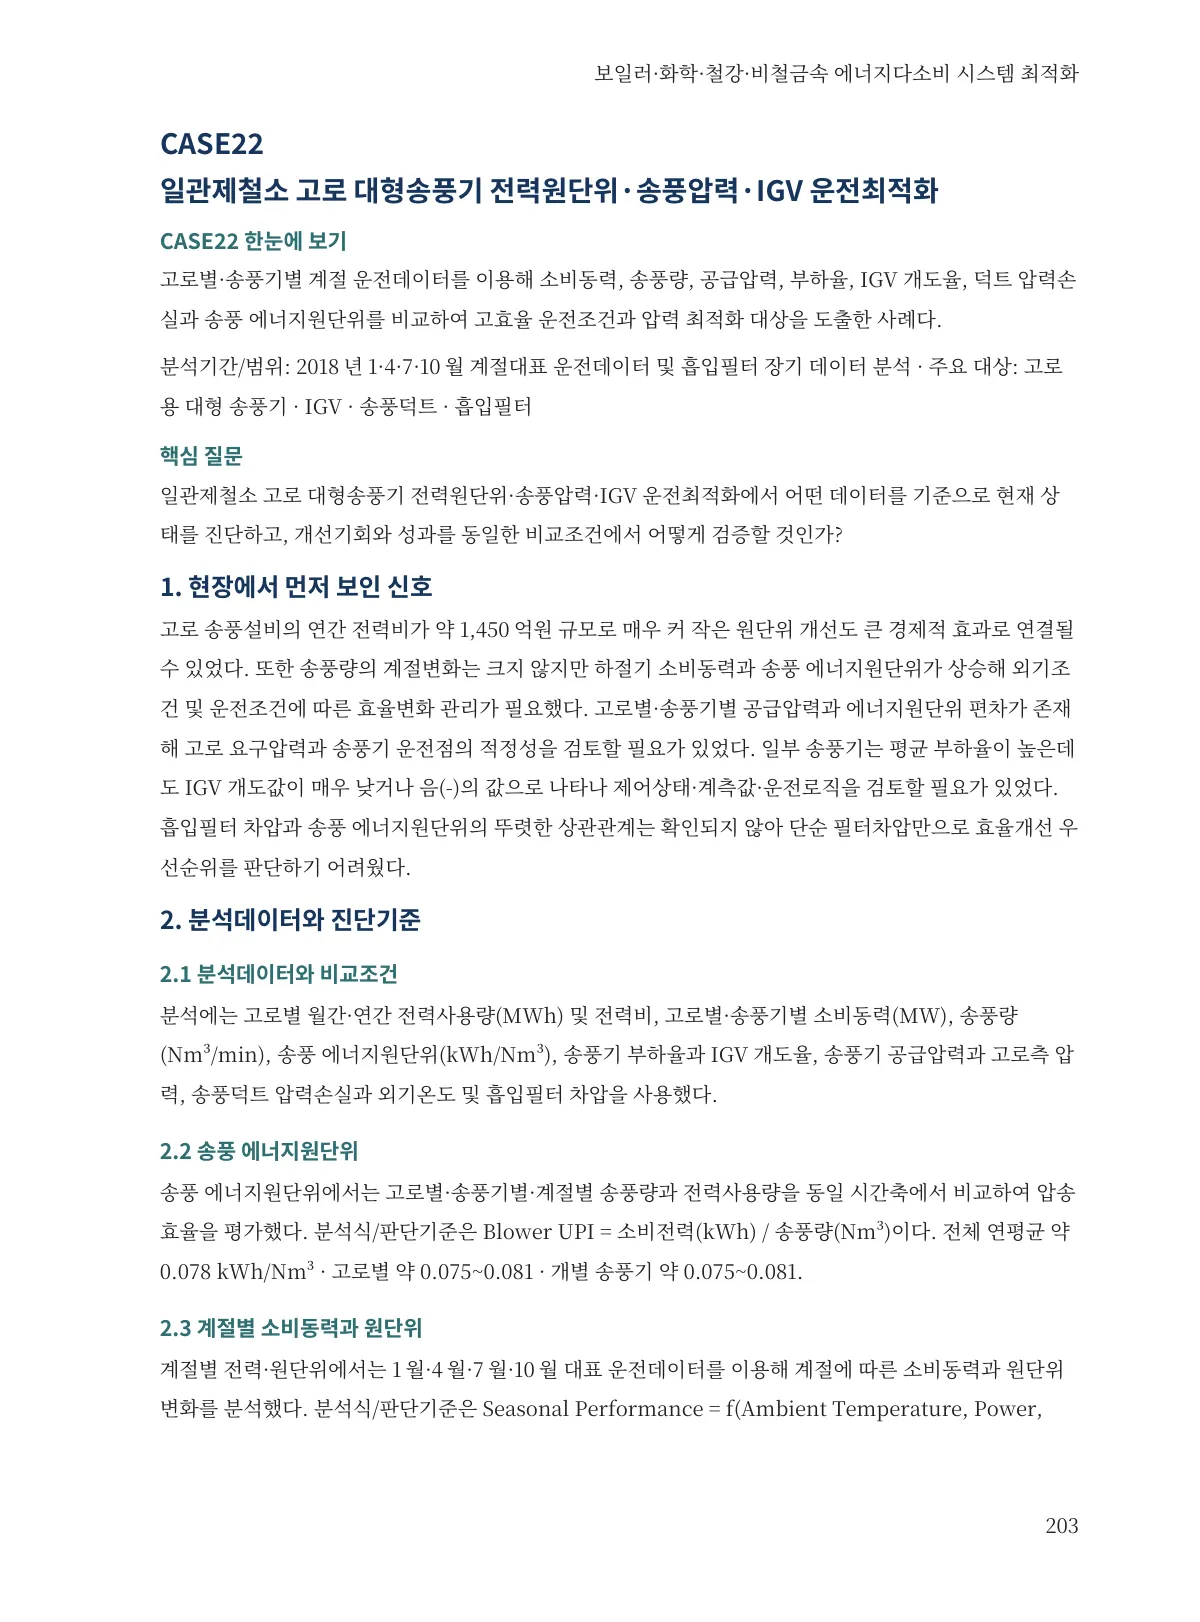 보일러·화학·철강·비철금속 에너지다소비 시스템 최적화
CASE22
일관제철소 고로 대형송풍기 전력원단위·송풍압력·IGV 운전최적화
CASE22 한눈에 보기
고로별·송풍기별 계절 운전데이터를 이용해 소비동력, 송풍량, 공급압력, 부하율, IGV 개도율, 덕트 압력손
실과 송풍 에너지원단위를 비교하여 고효율 운전조건과 압력 최적화 대상을 도출한 사례다.
분석기간/범위: 2018 년 1·4·7·10 월 계절대표 운전데이터 및 흡입필터 장기 데이터 분석 · 주요 대상: 고로
용 대형 송풍기 · IGV · 송풍덕트 · 흡입필터
핵심 질문
일관제철소 고로 대형송풍기 전력원단위·송풍압력·IGV 운전최적화에서 어떤 데이터를 기준으로 현재 상
태를 진단하고, 개선기회와 성과를 동일한 비교조건에서 어떻게 검증할 것인가?
1. 현장에서 먼저 보인 신호
고로 송풍설비의 연간 전력비가 약 1,450 억원 규모로 매우 커 작은 원단위 개선도 큰 경제적 효과로 연결될
수 있었다. 또한 송풍량의 계절변화는 크지 않지만 하절기 소비동력과 송풍 에너지원단위가 상승해 외기조
건 및 운전조건에 따른 효율변화 관리가 필요했다. 고로별·송풍기별 공급압력과 에너지원단위 편차가 존재
해 고로 요구압력과 송풍기 운전점의 적정성을 검토할 필요가 있었다. 일부 송풍기는 평균 부하율이 높은데
도 IGV 개도값이 매우 낮거나 음(-)의 값으로 나타나 제어상태·계측값·운전로직을 검토할 필요가 있었다.
흡입필터 차압과 송풍 에너지원단위의 뚜렷한 상관관계는 확인되지 않아 단순 필터차압만으로 효율개선 우
선순위를 판단하기 어려웠다.
2. 분석데이터와 진단기준
2.1 분석데이터와 비교조건
분석에는 고로별 월간·연간 전력사용량(MWh) 및 전력비, 고로별·송풍기별 소비동력(MW), 송풍량
(Nm³/min), 송풍 에너지원단위(kWh/Nm³), 송풍기 부하율과 IGV 개도율, 송풍기 공급압력과 고로측 압
력, 송풍덕트 압력손실과 외기온도 및 흡입필터 차압을 사용했다.
2.2 송풍 에너지원단위
송풍 에너지원단위에서는 고로별·송풍기별·계절별 송풍량과 전력사용량을 동일 시간축에서 비교하여 압송
효율을 평가했다. 분석식/판단기준은 Blower UPI = 소비전력(kWh) / 송풍량(Nm³)이다. 전체 연평균 약
0.078 kWh/Nm³ · 고로별 약 0.075~0.081 · 개별 송풍기 약 0.075~0.081.
2.3 계절별 소비동력과 원단위
계절별 전력·원단위에서는 1 월·4 월·7 월·10 월 대표 운전데이터를 이용해 계절에 따른 소비동력과 원단위
변화를 분석했다. 분석식/판단기준은 Seasonal Performance = f(Ambient Temperature, Power,
203